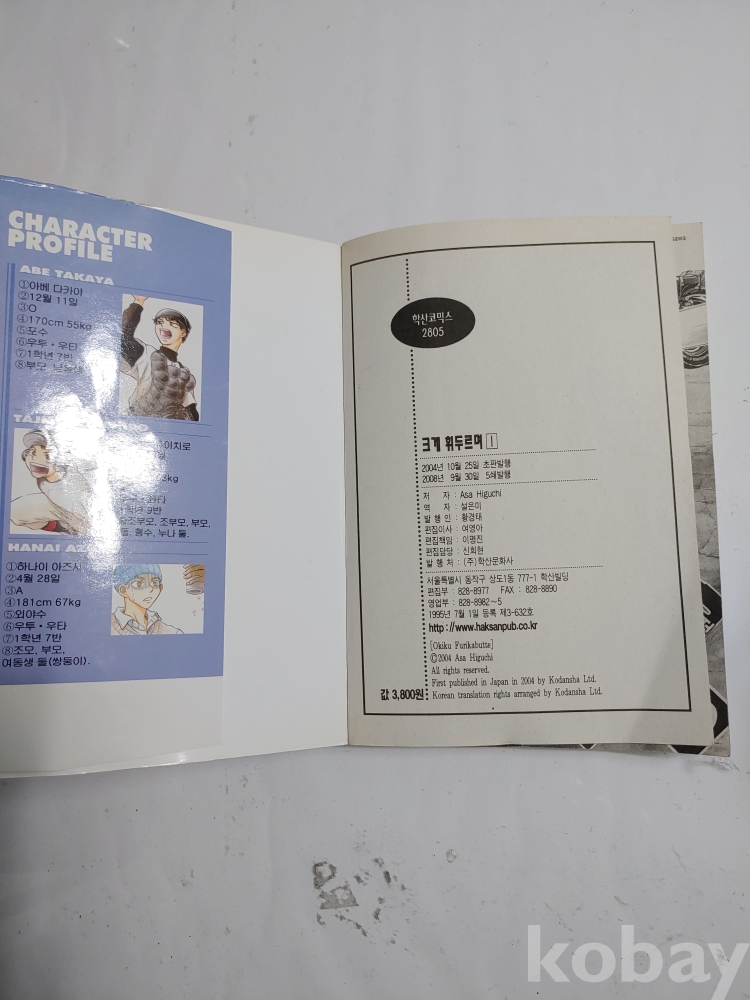 CHARACTER
PROFILE
ABE TAKAYA
①아베 다카야
②12월 11일
③O
④170cm 55kg
⑤포수
⑥우투・우타
⑦1학년 7반
⑧부모,
이치로
3kg
9반
조부모, 부모,
형수, 누나 둘.
HANAI
①하나이 아즈사
②4월 28일
③A
④181cm 67kg
⑤외야수
⑥우투・우타
⑦1학년 7반
⑧조모, 부모,
여동생 둘(쌍둥이).
학산코믹스
2805
크게 휘두르며 1
2004년 10월 25일 초판발행
2008년 9월 30일 5쇄발행
저 자 : Asa Higuchi
역 자 : 설은미
발 행 인 : 황경태
편집이사 : 여영아
편집책임 : 이명진
편집담당 : 신희현
발 행 처 : (주)학산문화사
서울특별시 동작구 상도1동 777-1 학산빌딩
편집부 : 828-8977 FAX : 828-8890
영업부 : 828-8962~5
1995년 7월 1일 등록 제3-632호
http://www.haksanpub.co.kr
[Okiku Furikabutte]
©2004 Asa Higuchi
All rights reserved.
First published in Japan in 2004 by Kodansha Ltd.
Korean translation rights arranged by Kodansha Ltd.
값 3,800원
kobay